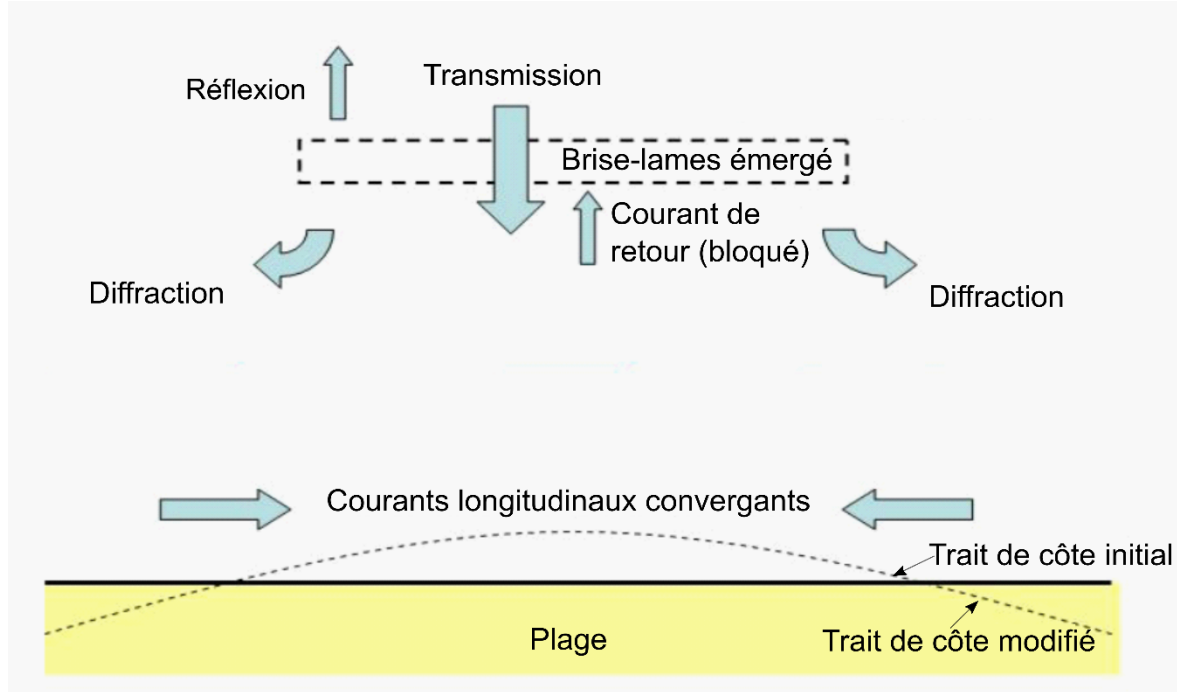 Transmission
Réflexion
Brise-lames émergé
Courant de
retour (bloqué)
Diffraction
Diffraction
Courants longitudinaux convergants
Trait de côte initial
Plage
Trait de côte modifié